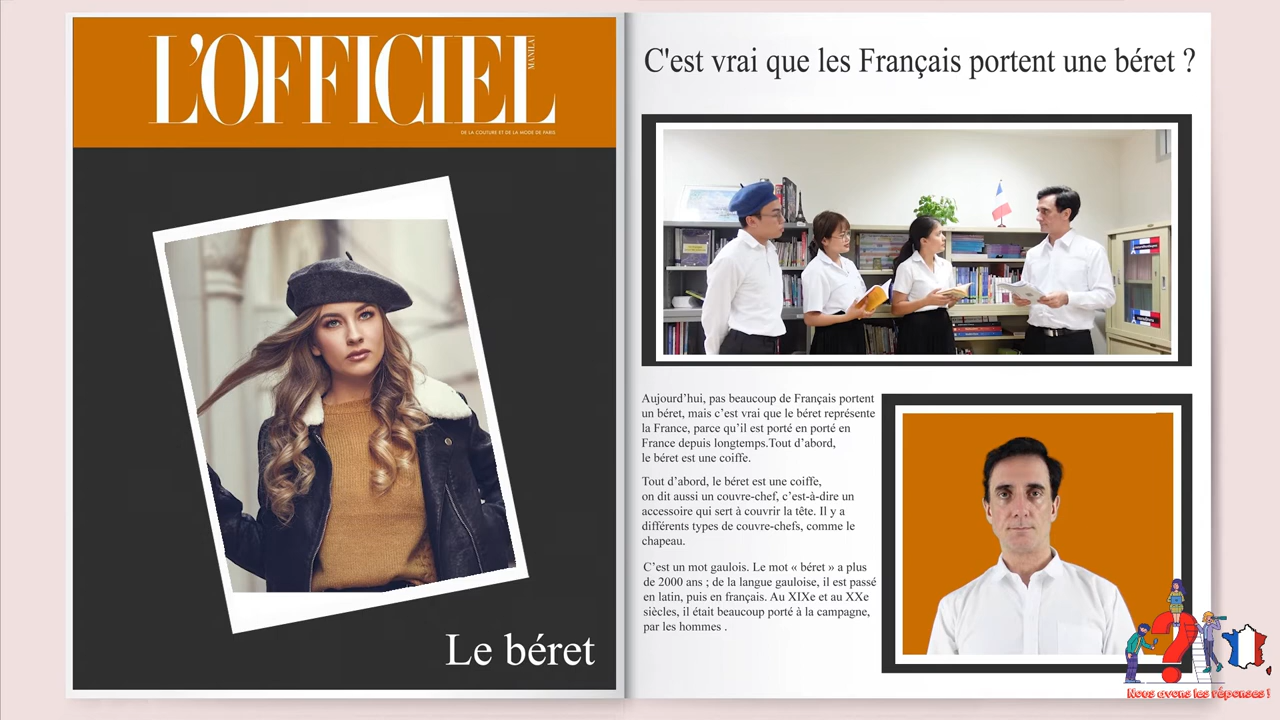 L'OFFICIEL
MANILA
DE LA COUTURE ET DE LA MODE DE PARIS
Le béret
C'est vrai que les Français portent une béret ?
Aujourd'hui, pas beaucoup de Français portent
un béret, mais c'est vrai que le béret représente
la France, parce qu'il est porté en porté en
France depuis longtemps.Tout d'abord,
le béret est une coiffe.
Tout d'abord, le béret est une coiffe,
on dit aussi un couvre-chef, c'est-à-dire un
accessoire qui sert à couvrir la tête. Il y a
différents types de couvre-chefs, comme le
chapeau.
C'est un mot gaulois. Le mot « béret » a plus
de 2000 ans ; de la langue gauloise, il est passé
en latin, puis en français. Au XIXe et au XXe
siècles, il était beaucoup porté à la campagne,
par les hommes .
Nous avons les réponses !